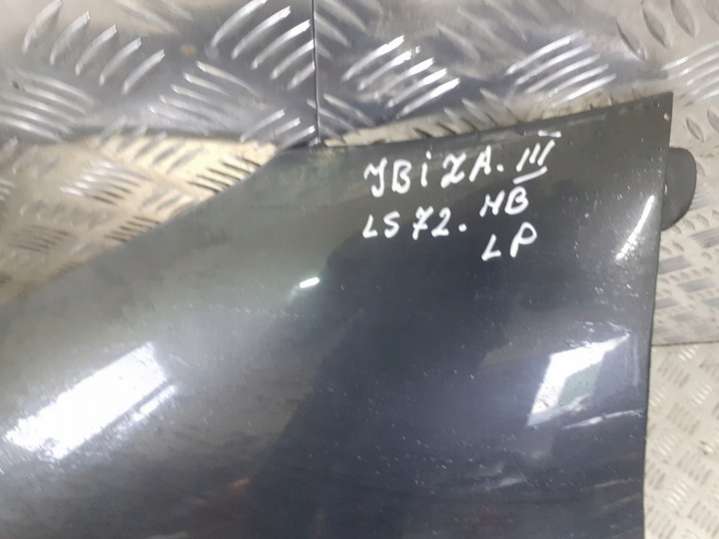 IBiZA. III
LS72. HB
LP